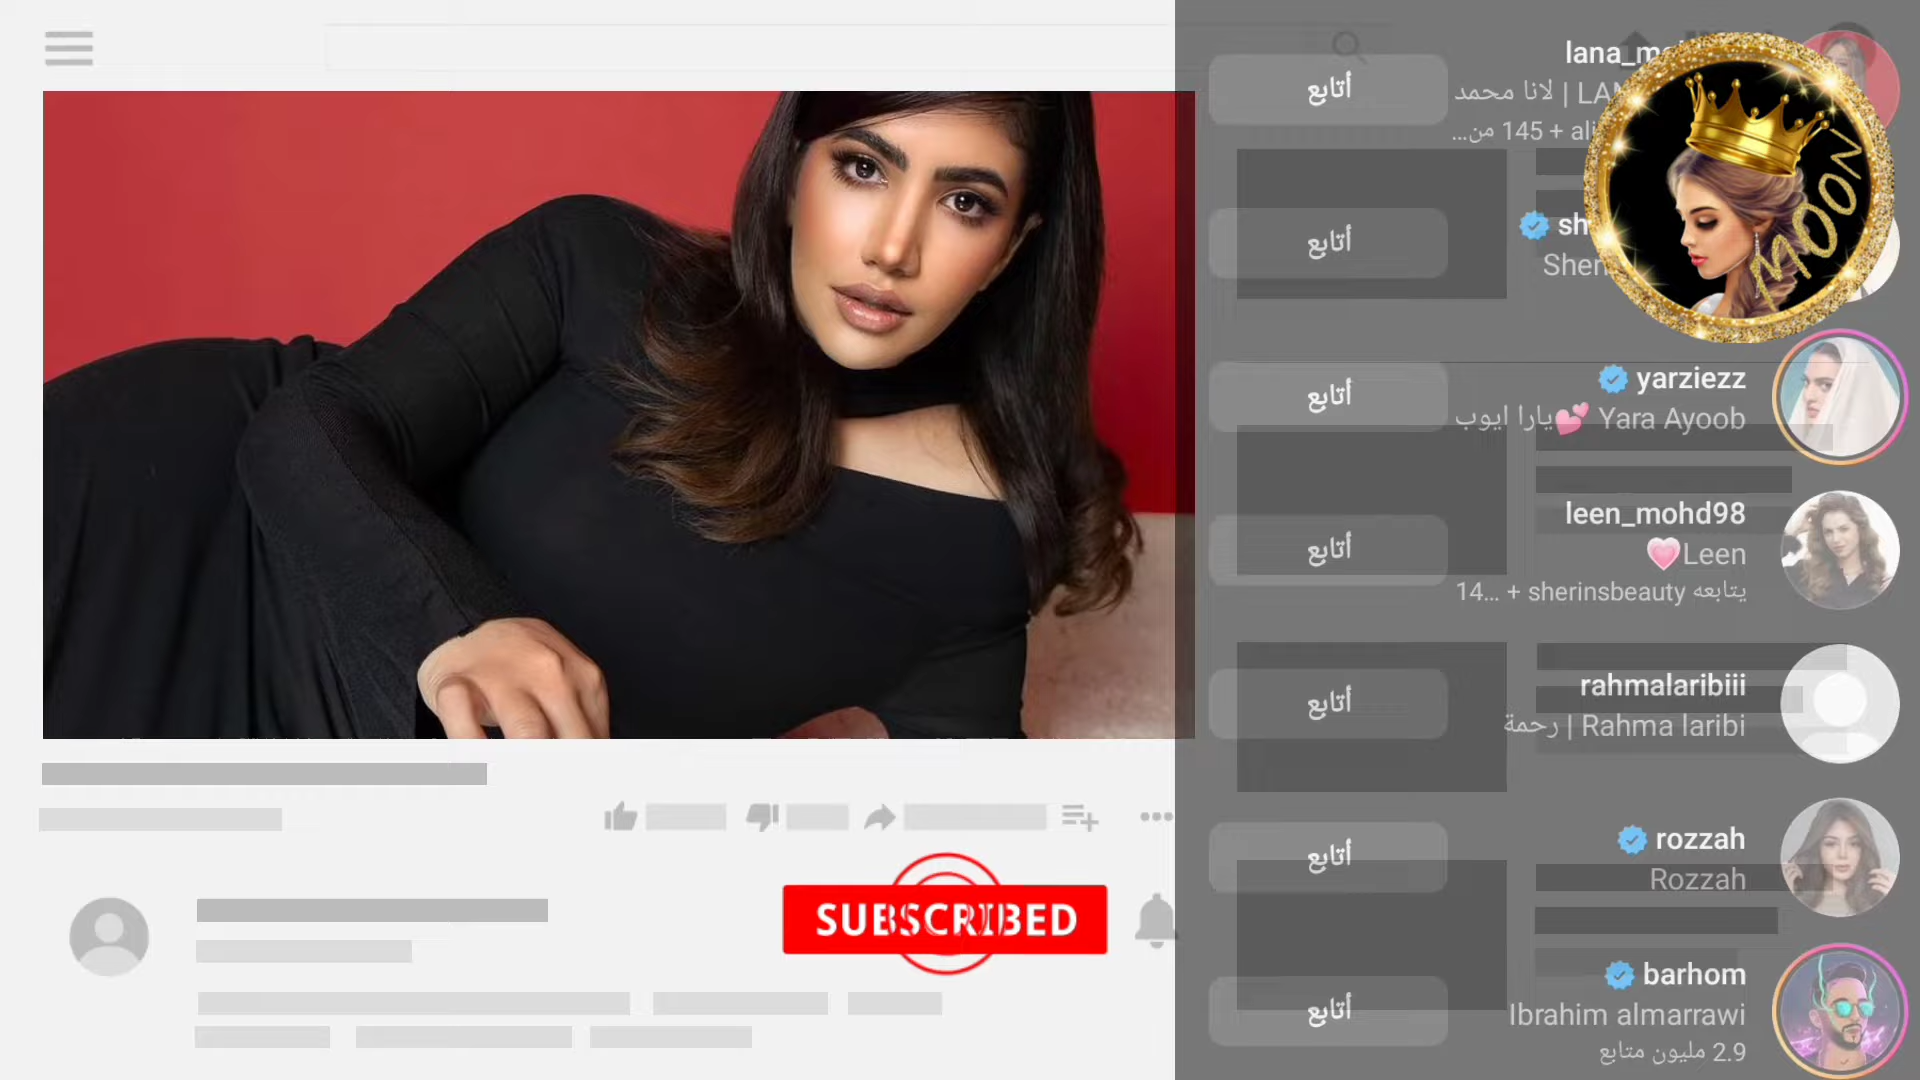 أتابع
لانا محمد | LAN
145 + ali من...
MOON
أتابع
sh
Sher
أتابع
yarziezz
Yara Ayoob 💕يارا ايوب
أتابع
leen_mohd98
💗Leen
يتابعه sherinsbeauty + 14...
أتابع
rahmalaribiii
Rahma laribi | رحمة
أتابع
rozzah
Rozzah
أتابع
barhom
Ibrahim almarrawi
2.9 مليون متابع
SUBSCRIBED